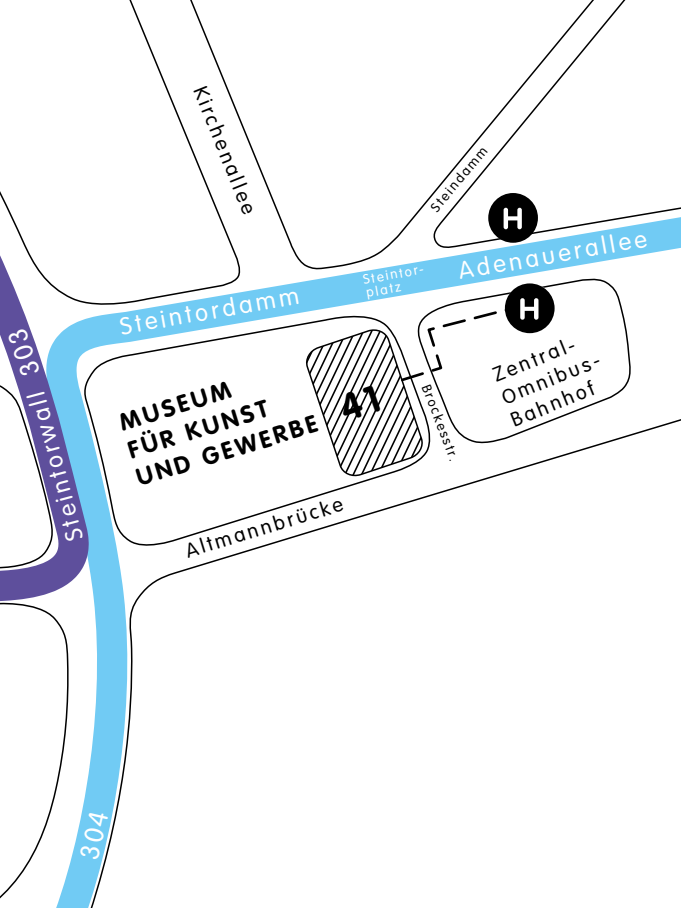 Kirchenallee
Steindamm
H
Adenauerallee
Steintor-
platz
Steintordamm
H
Steintorwall 303
Zentral-
Omnibus-
Bahnhof
MUSEUM
FÜR KUNST
UND GEWERBE
41
Brockesstr.
Altmannbrücke
304